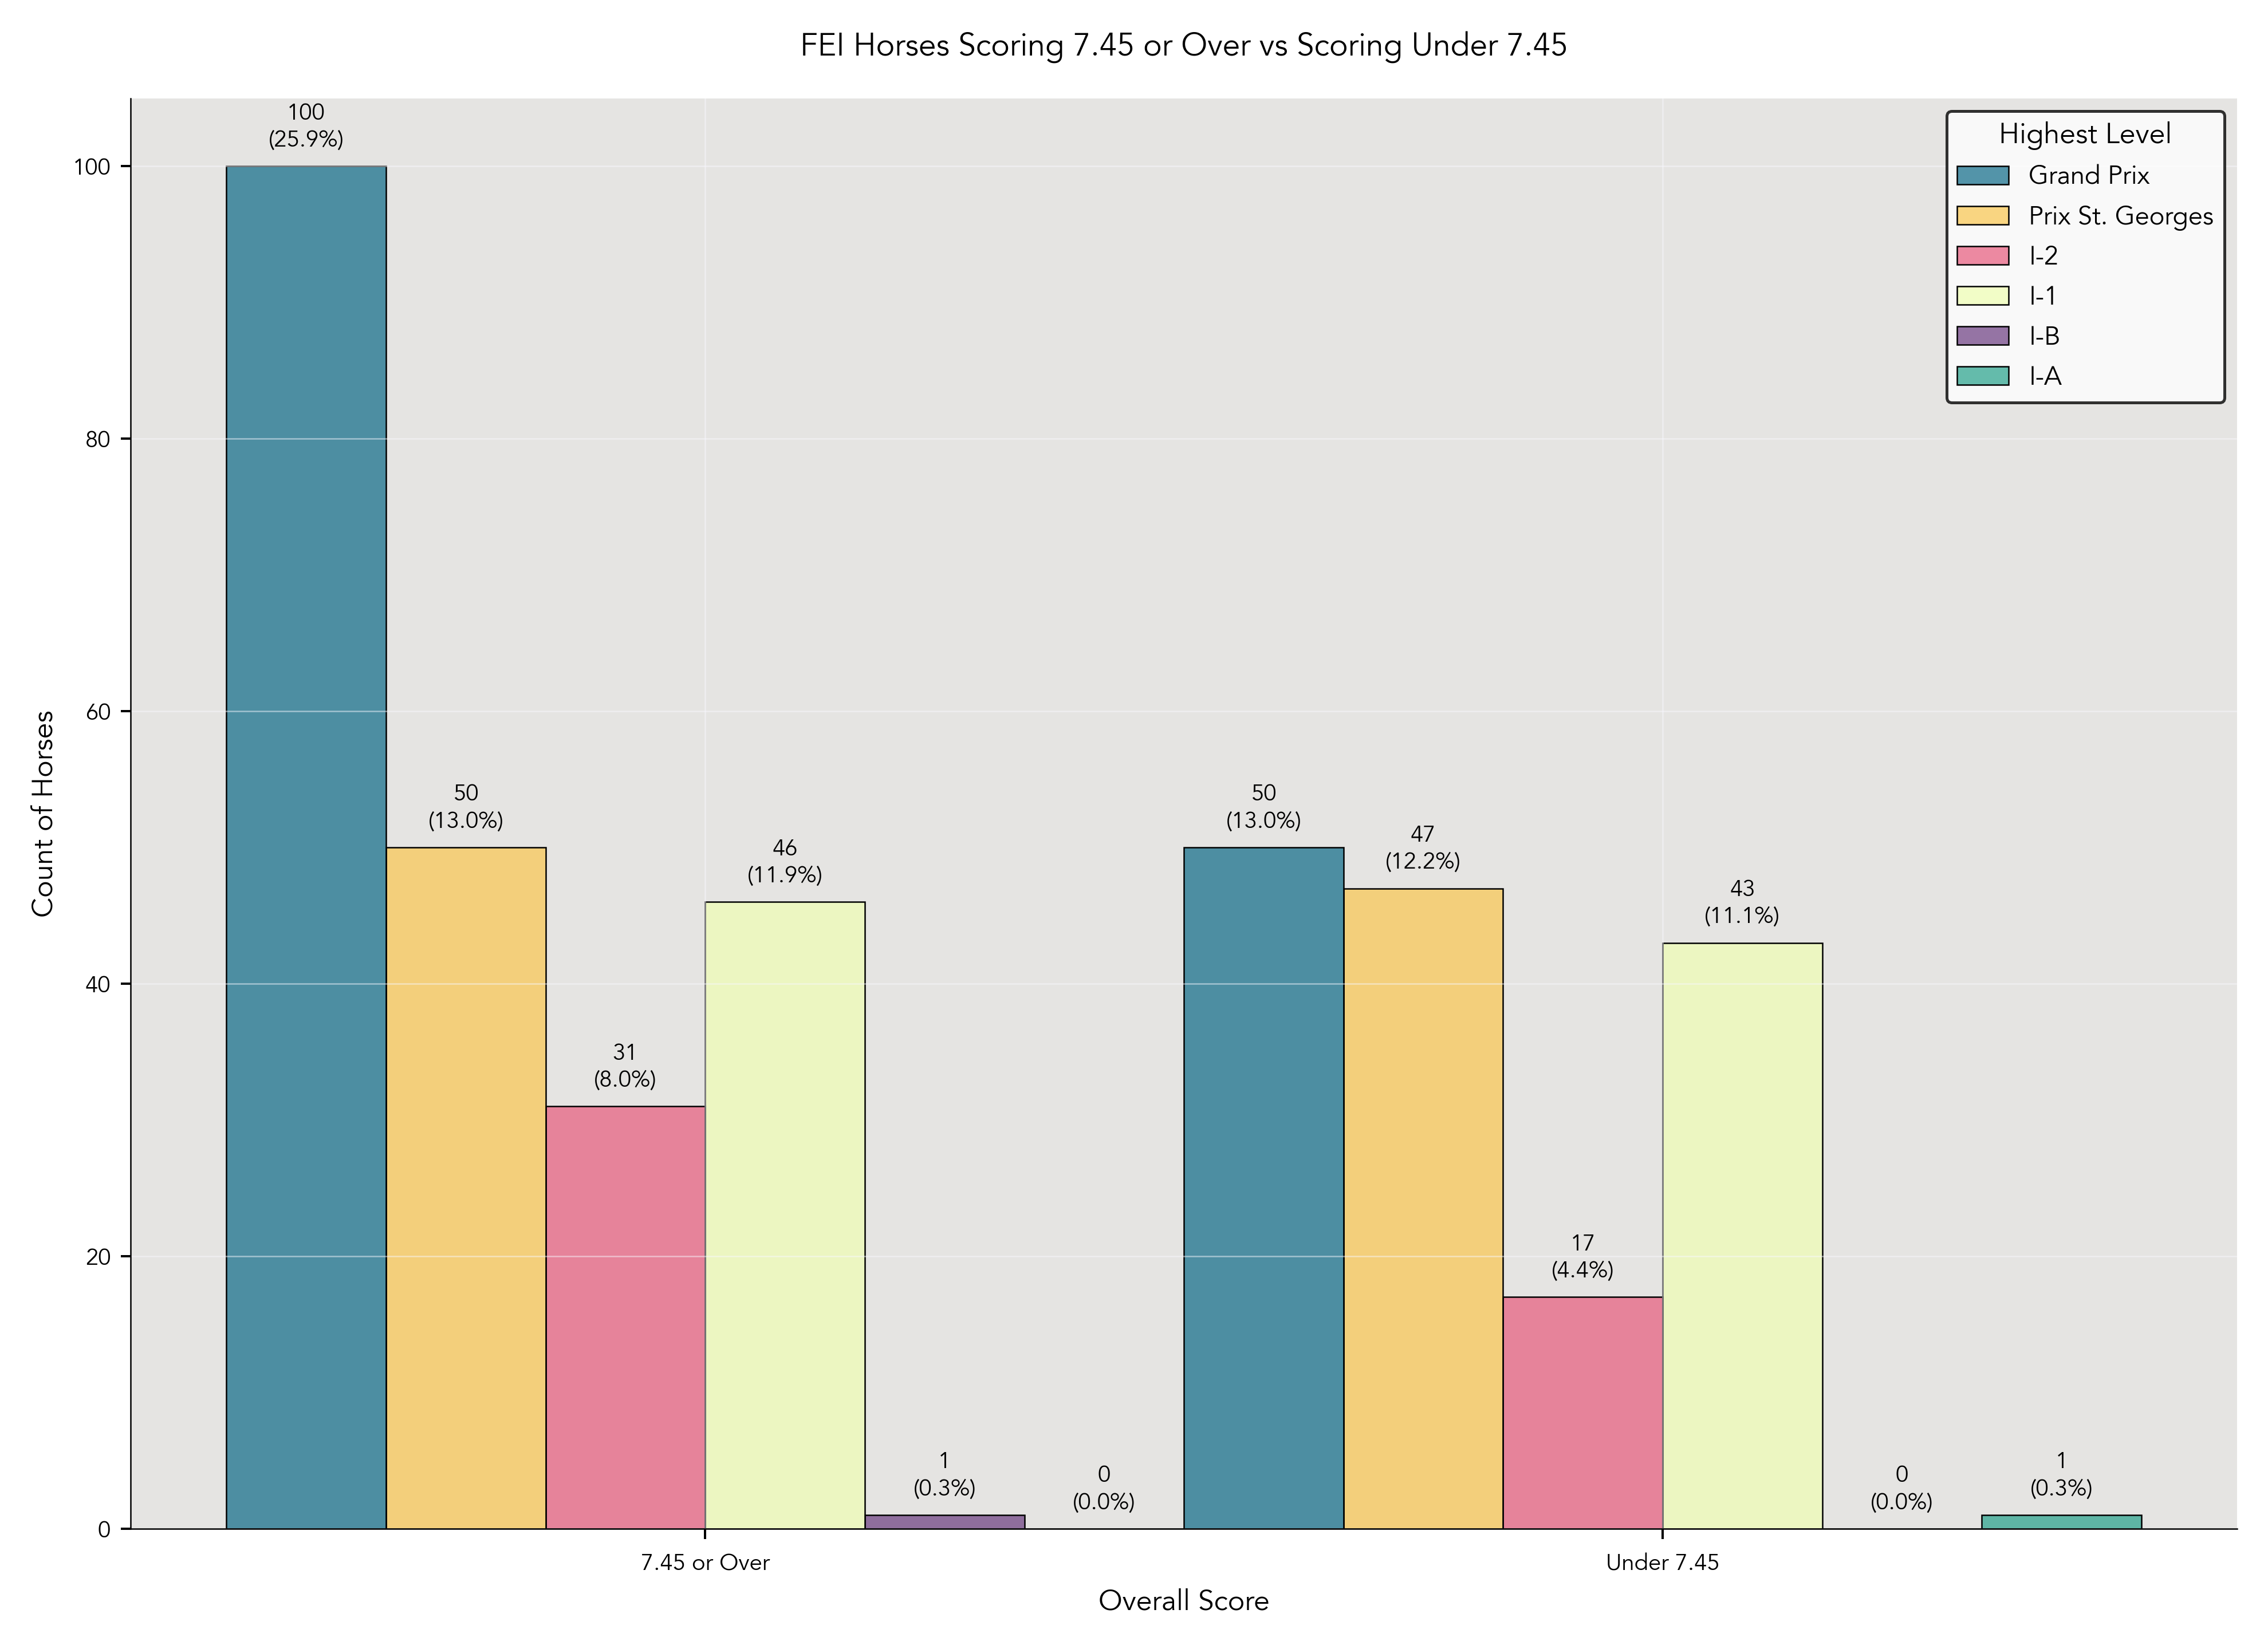 FEI Horses Scoring 7.45 or Over vs Scoring Under 7.45
Highest Level
Grand Prix
Prix St. Georges
I-2
I-1
I-B
I-A
Count of Horses
100
80
60
40
20
0
100
(25.9%)
50
(13.0%)
31
(8.0%)
46
(11.9%)
1
(0.3%)
0
(0.0%)
50
(13.0%)
47
(12.2%)
17
(4.4%)
43
(11.1%)
0
(0.0%)
1
(0.3%)
7.45 or Over
Under 7.45
Overall Score